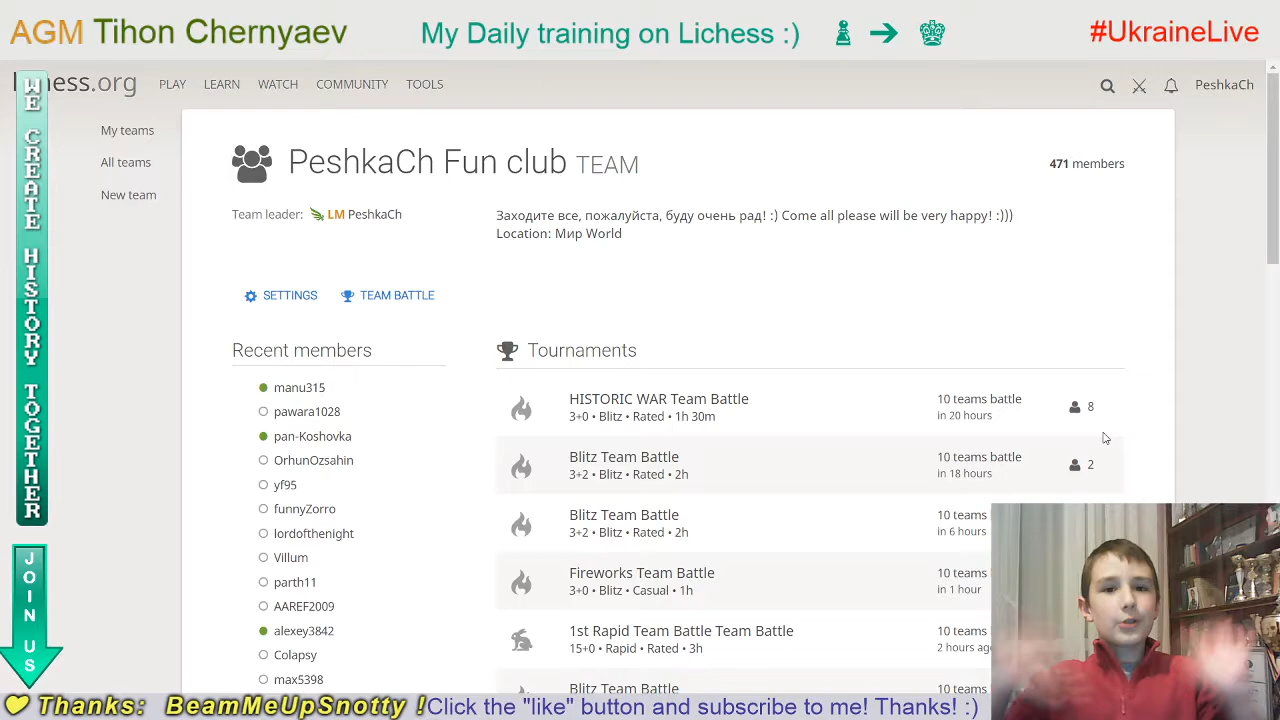 AGM Tihon Chernyaev
My Daily training on Lichess :)
#UkraineLive
ness.org
PLAY
LEARN
WATCH
COMMUNITY
TOOLS
PeshkaCh
WE CREATE HISTORY TOGETHER
JOIN US
My teams
All teams
New team
PeshkaCh Fun club TEAM
471 members
Team leader: LM PeshkaCh
Заходите все, пожалуйста, буду очень рад! :) Come all please will be very happy! :)))
Location: Мир World
SETTINGS
TEAM BATTLE
Recent members
manu315
pawara1028
pan-Koshovka
OrhunOzsahin
yf95
funnyZorro
lordofthenight
Villum
parth11
AAREF2009
alexey3842
Colapsy
max5398
Tournaments
HISTORIC WAR Team Battle
3+0 • Blitz • Rated • 1h 30m
10 teams battle
in 20 hours
8
Blitz Team Battle
3+2 • Blitz • Rated • 2h
10 teams battle
in 18 hours
2
Blitz Team Battle
3+2 • Blitz • Rated • 2h
10 teams
in 6 hours
Fireworks Team Battle
3+0 • Blitz • Casual • 1h
10 teams
in 1 hour
1st Rapid Team Battle Team Battle
15+0 • Rapid • Rated • 3h
10 teams
2 hours ag
Blitz Team Battle
10 teams
Thanks: BeamMeUpSnotty !
Click the "like" button and subscribe to me! Thanks! :)